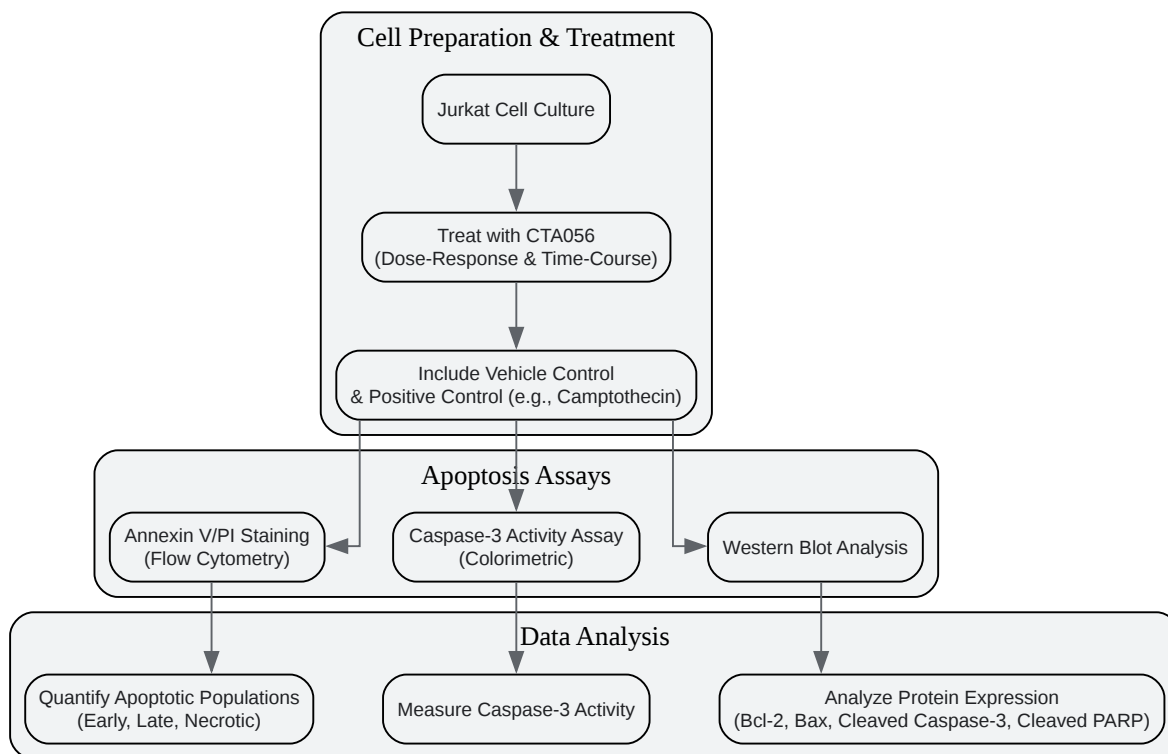 Cell Preparation & Treatment
Jurkat Cell Culture
Treat with CTA056
(Dose-Response & Time-Course)
Include Vehicle Control
& Positive Control (e.g., Camptothecin)
Apoptosis Assays
Annexin V/PI Staining
(Flow Cytometry)
Caspase-3 Activity Assay
(Colorimetric)
Western Blot Analysis
Data Analysis
Quantify Apoptotic Populations
(Early, Late, Necrotic)
Measure Caspase-3 Activity
Analyze Protein Expression
(Bcl-2, Bax, Cleaved Caspase-3, Cleaved PARP)